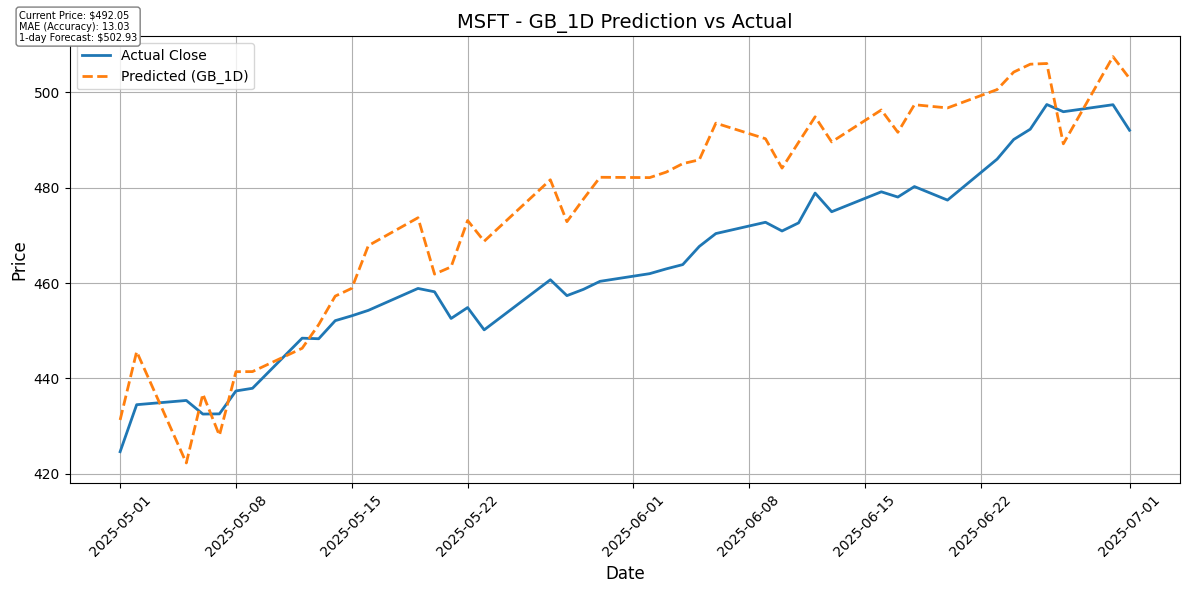 MSFT - GB_1D Prediction vs Actual
Current Price: $492.05
MAE (Accuracy): 13.03
1-day Forecast: $502.93
Actual Close
Predicted (GB_1D)
Price
500
480
460
440
420
2025-05-01
2025-05-08
2025-05-15
2025-05-22
2025-06-01
2025-06-08
2025-06-15
2025-06-22
2025-07-01
Date